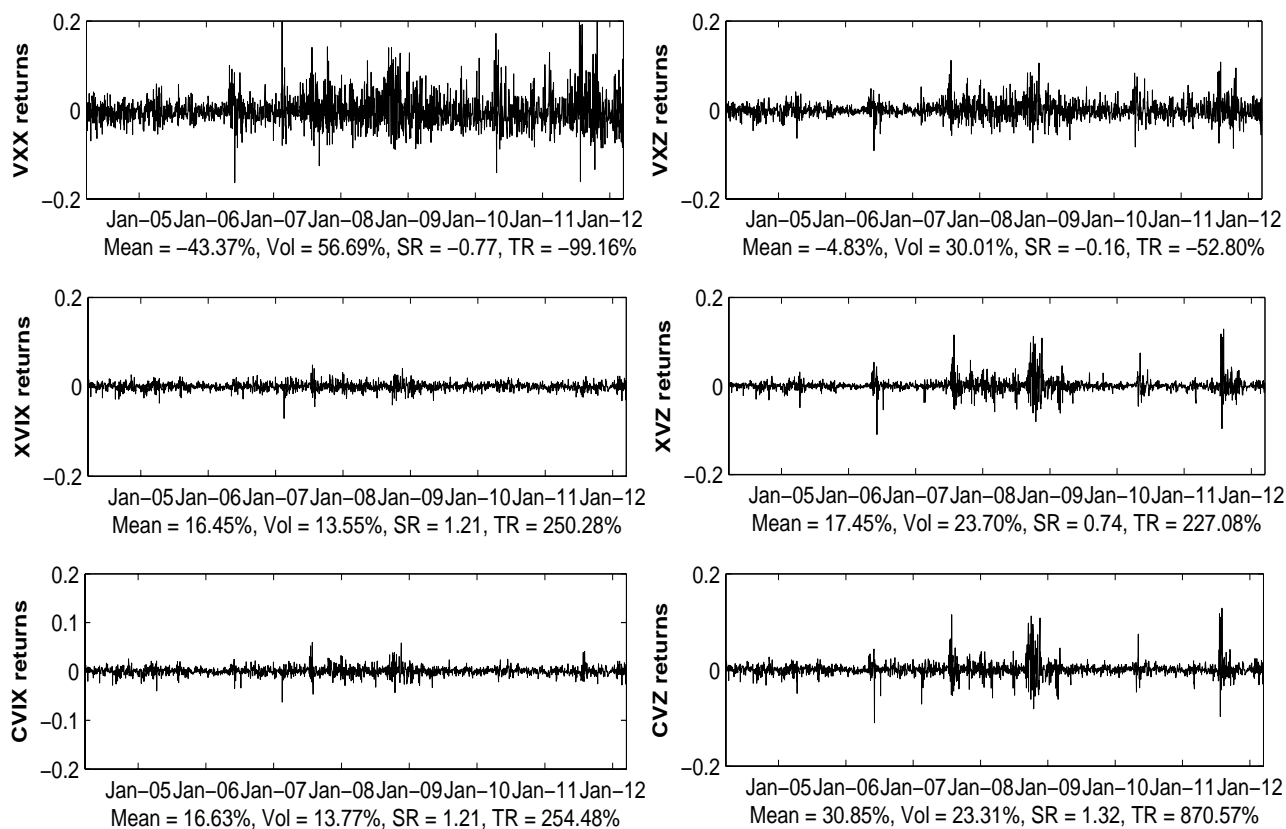 0.2
0
−0.2
VXX returns
Jan−05 Jan−06 Jan−07 Jan−08 Jan−09 Jan−10 Jan−11 Jan−12
Mean = −43.37%, Vol = 56.69%, SR = −0.77, TR = −99.16%
0.2
0
−0.2
VXZ returns
Jan−05 Jan−06 Jan−07 Jan−08 Jan−09 Jan−10 Jan−11 Jan−12
Mean = −4.83%, Vol = 30.01%, SR = −0.16, TR = −52.80%
0.2
0
−0.2
XVIX returns
Jan−05 Jan−06 Jan−07 Jan−08 Jan−09 Jan−10 Jan−11 Jan−12
Mean = 16.45%, Vol = 13.55%, SR = 1.21, TR = 250.28%
0.2
0
−0.2
XVZ returns
Jan−05 Jan−06 Jan−07 Jan−08 Jan−09 Jan−10 Jan−11 Jan−12
Mean = 17.45%, Vol = 23.70%, SR = 0.74, TR = 227.08%
0.2
0.1
0
−0.1
−0.2
CVIX returns
Jan−05 Jan−06 Jan−07 Jan−08 Jan−09 Jan−10 Jan−11 Jan−12
Mean = 16.63%, Vol = 13.77%, SR = 1.21, TR = 254.48%
0.2
0
−0.2
CVZ returns
Jan−05 Jan−06 Jan−07 Jan−08 Jan−09 Jan−10 Jan−11 Jan−12
Mean = 30.85%, Vol = 23.31%, SR = 1.32, TR = 870.57%